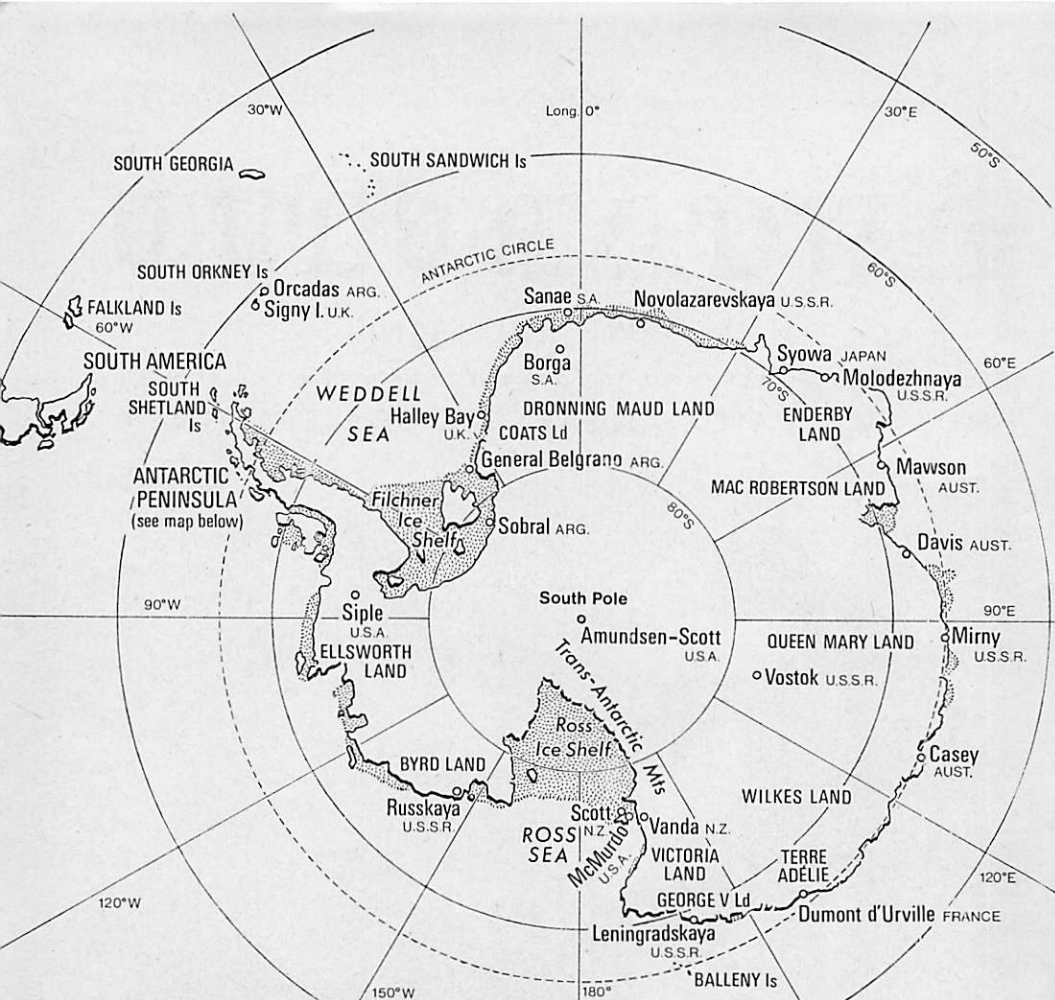 30°W
Long. 0°
30°E
50°S
SOUTH GEORGIA
SOUTH SANDWICH Is
ANTARCTIC CIRCLE
60°S
SOUTH ORKNEY Is
Orcadas ARG.
Signy I. U.K.
FALKLAND Is
60°W
Sanae S.A.
Novolazarevskaya U.S.S.R.
SOUTH AMERICA
Borga
S.A.
Syowa JAPAN
60°E
Molodezhnaya
U.S.S.R.
70°S
SOUTH
SHETLAND
Is
WEDDELL
SEA
Halley Bay
U.K.
DRONNING MAUD LAND
ENDERBY
LAND
COATS Ld
General Belgrano ARG.
Mawson
AUST.
ANTARCTIC
PENINSULA
(see map below)
MAC ROBERTSON LAND
Filchner
Ice
Shelf
80°S
Sobral ARG.
Davis AUST.
90°W
Siple
U.S.A.
South Pole
Amundsen-Scott
U.S.A.
90°E
QUEEN MARY LAND
Mirny
U.S.S.R.
ELLSWORTH
LAND
Trans-Antarctic Mts
Vostok U.S.S.R.
Ross
Ice Shelf
BYRD LAND
Casey
AUST.
Russkaya
U.S.S.R.
WILKES LAND
Scott
N.Z.
Vanda N.Z.
ROSS
SEA
McMurdo
U.S.A.
VICTORIA
LAND
TERRE
ADÉLIE
120°E
120°W
GEORGE V Ld
Dumont d'Urville FRANCE
Leningradskaya
U.S.S.R.
BALLENY Is
150°W
180°